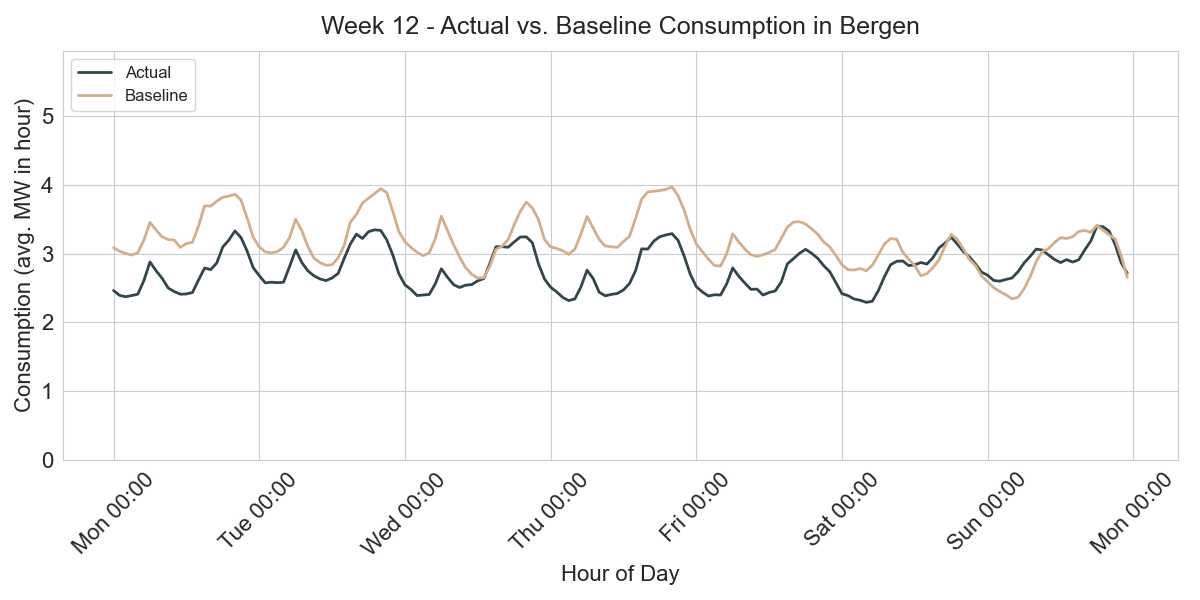 Week 12 - Actual vs. Baseline Consumption in Bergen
Actual
Baseline
Consumption (avg. MW in hour)
5
4
3
2
1
0
Mon 00:00
Tue 00:00
Wed 00:00
Thu 00:00
Fri 00:00
Sat 00:00
Sun 00:00
Mon 00:00
Hour of Day